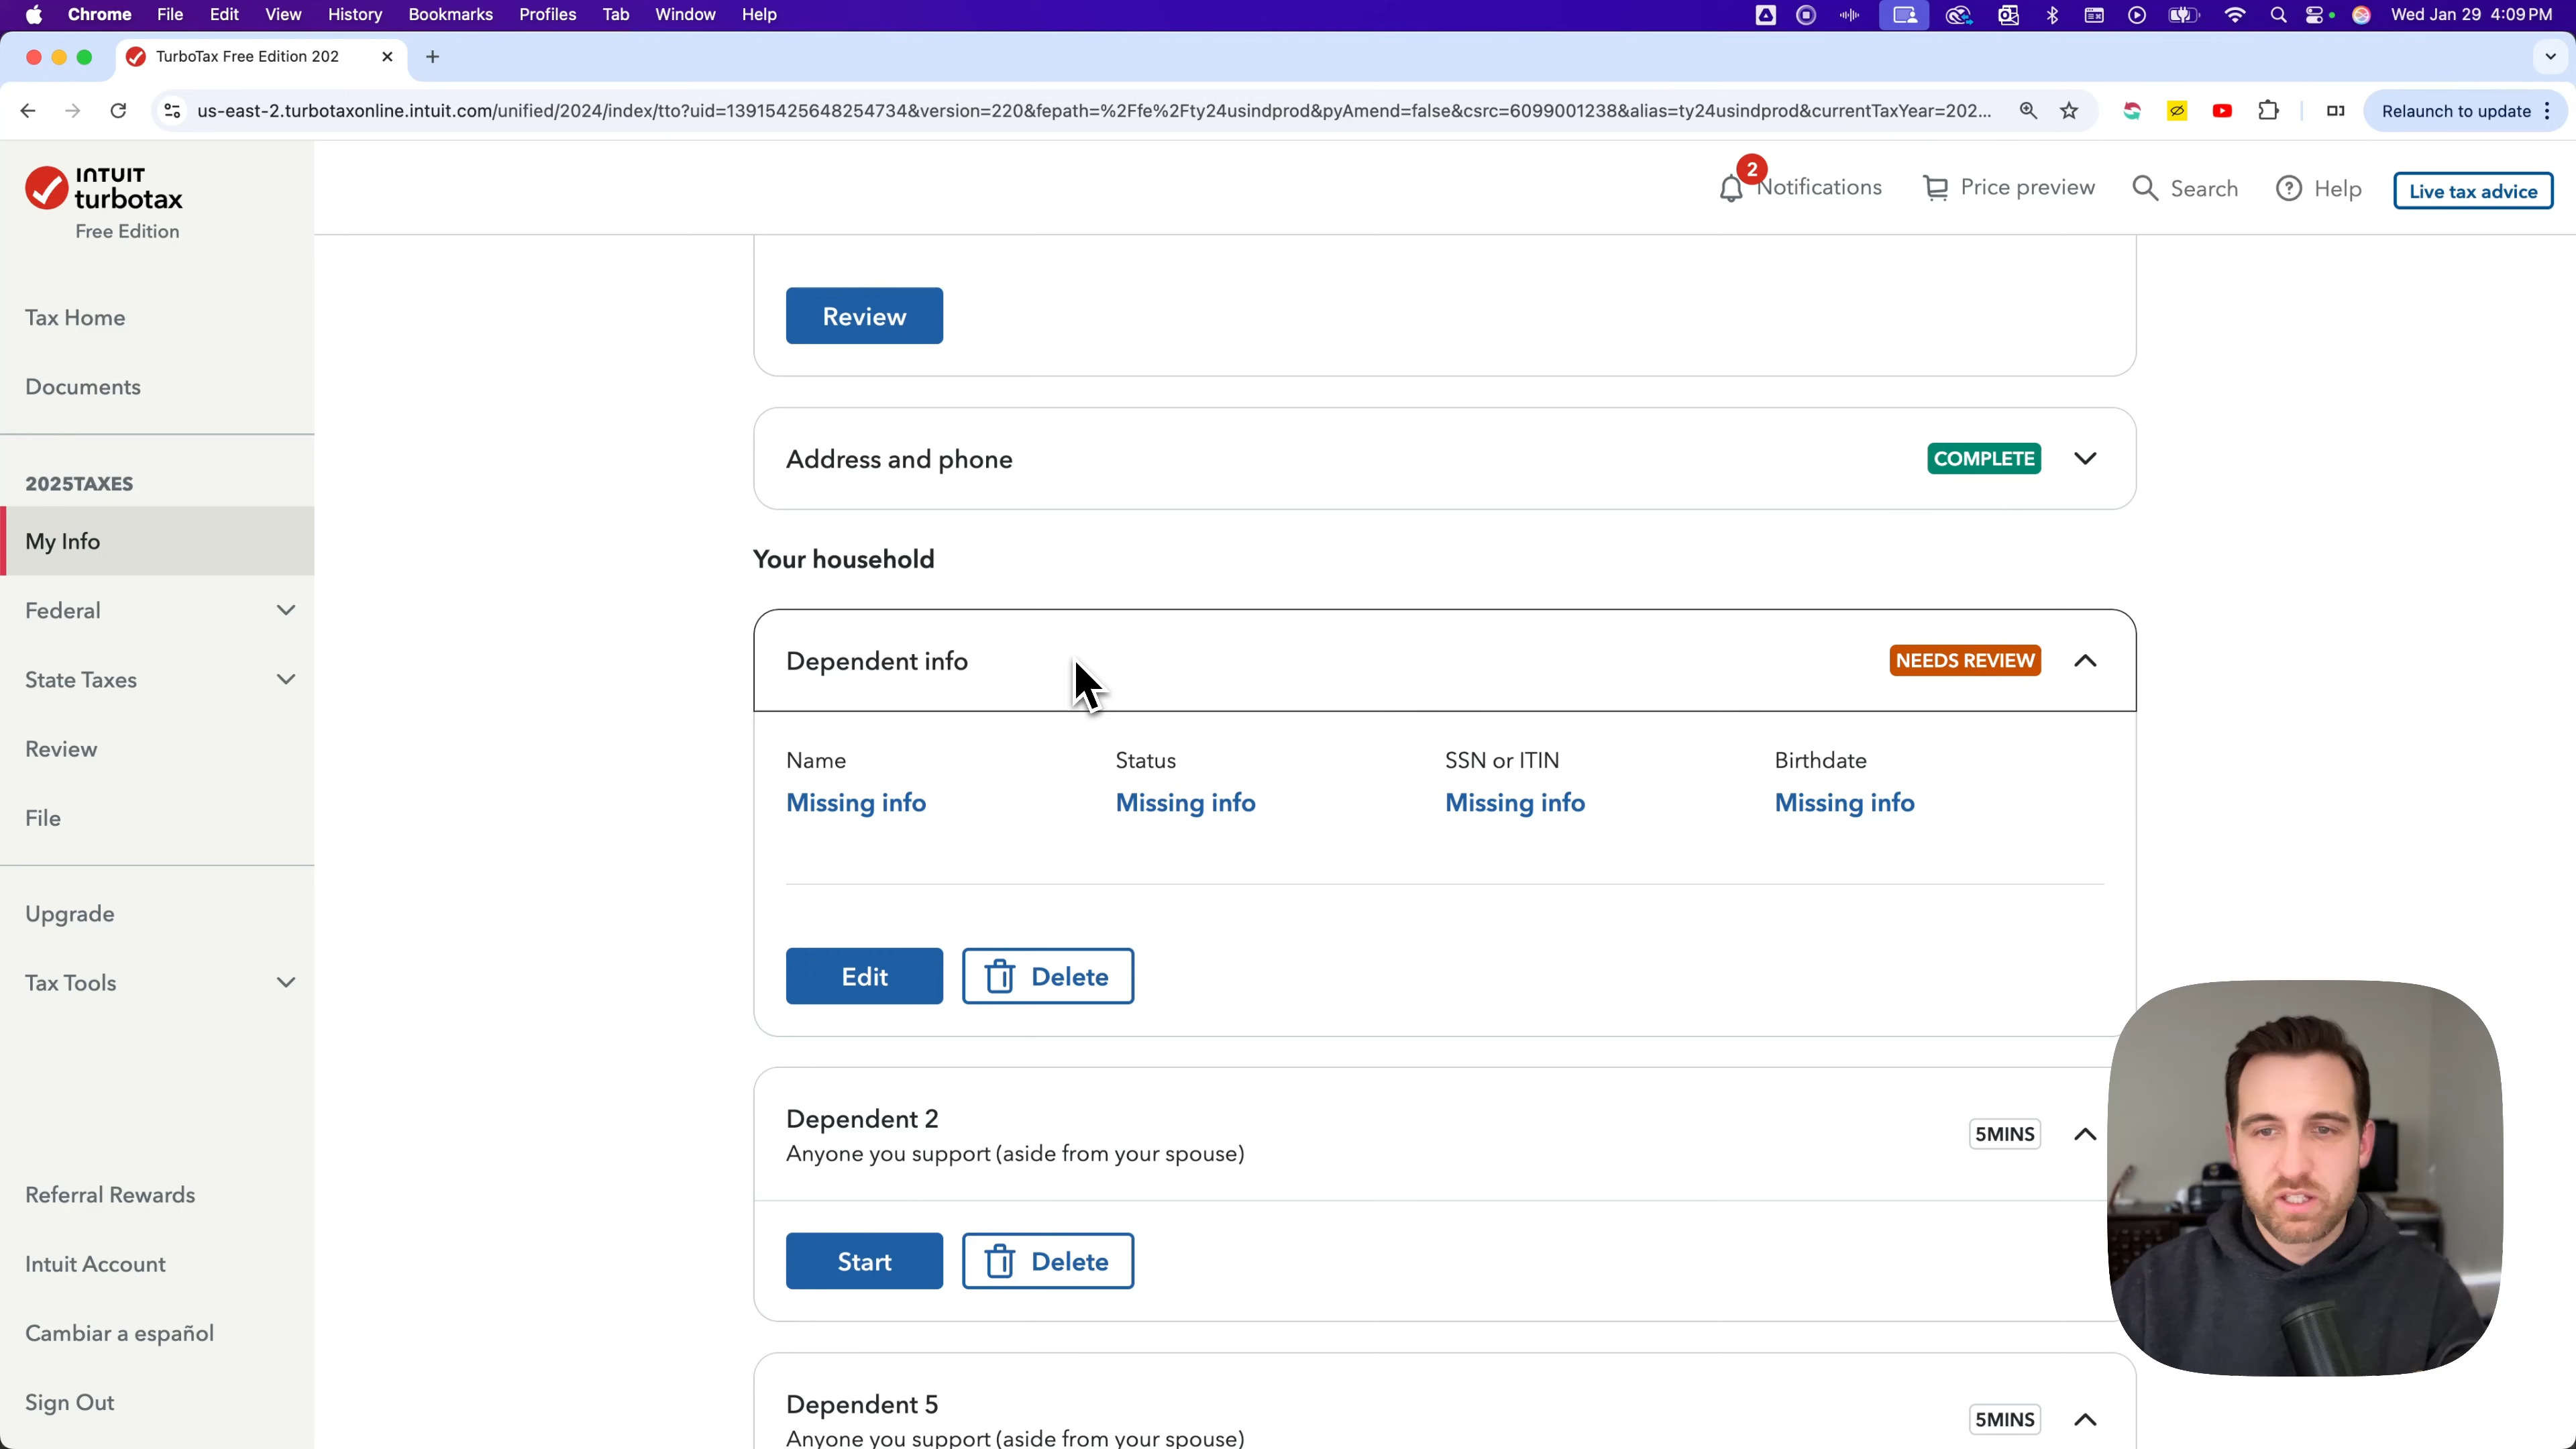 Chrome File Edit View History Bookmarks Profiles Tab Window Help Wed Jan 29 4:09 PM
TurboTax Free Edition 202
us-east-2.turbotaxonline.intuit.com/unified/2024/index/tto?uid=13915425648254734&version=220&fepath=%2Ffe%2Fty24usindprod&pyAmend=false&csrc=6099001238&alias=ty24usindprod&currentTaxYear=202... Relaunch to update
INTUIT
turbotax
Free Edition
2
Notifications Price preview Search Help Live tax advice
Tax Home
Documents
2025TAXES
My Info
Federal
State Taxes
Review
File
Upgrade
Tax Tools
Referral Rewards
Intuit Account
Cambiar a español
Sign Out
Review
Address and phone COMPLETE
Your household
Dependent info NEEDS REVIEW
Name Status SSN or ITIN Birthdate
Missing info Missing info Missing info Missing info
Edit Delete
Dependent 2 5MINS
Anyone you support (aside from your spouse)
Start Delete
Dependent 5 5MINS
Anyone you support (aside from your spouse)